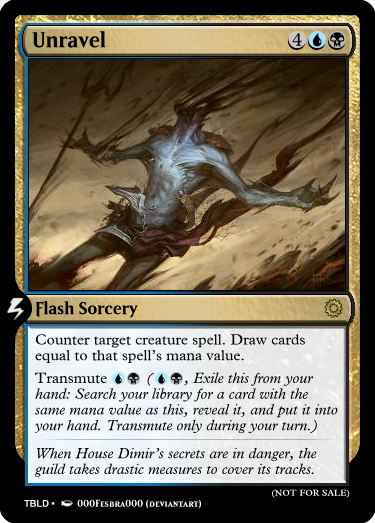 Unravel 4
Flash Sorcery
Counter target creature spell. Draw cards
equal to that spell's mana value.
Transmute ( , Exile this from your
hand: Search your library for a card with the
same mana value as this, reveal it, and put it into
your hand. Transmute only during your turn.)
When House Dimir's secrets are in danger, the
guild takes drastic measures to cover its tracks.
(NOT FOR SALE)
TBLD • 000Fesbra000 (deviantart)